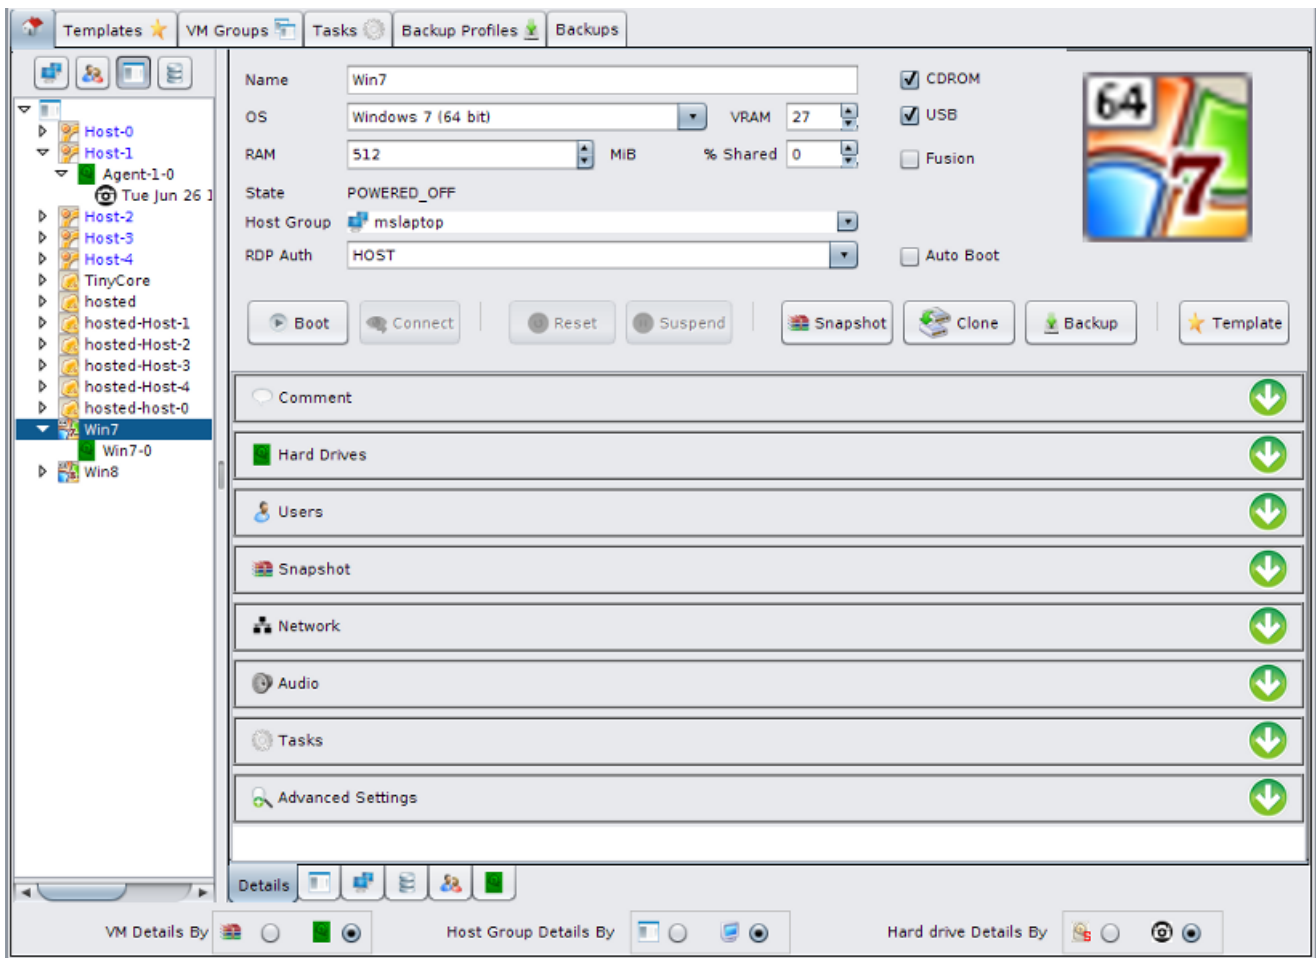 Templates VM Groups Tasks Backup Profiles Backups
Host-0
Host-1
Agent-1-0
Tue Jun 26 1
Host-2
Host-3
Host-4
TinyCore
hosted
hosted-Host-1
hosted-Host-2
hosted-Host-3
hosted-Host-4
hosted-host-0
Win7
Win7-0
Win8
Name Win7 CDROM
OS Windows 7 (64 bit) VRAM 27 USB
RAM 512 MiB % Shared 0 Fusion
State POWERED_OFF
Host Group mslaptop
RDP Auth HOST Auto Boot
64
7
Boot Connect Reset Suspend Snapshot Clone Backup Template
Comment
Hard Drives
Users
Snapshot
Network
Audio
Tasks
Advanced Settings
Details
VM Details By Host Group Details By Hard drive Details By